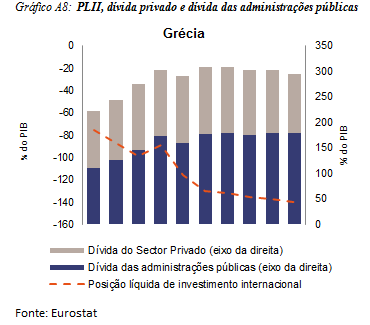 Gráfico A8: PLII, dívida privado e dívida das administrações públicas
Grécia
% do PIB
0
-20
-40
-60
-80
-100
-120
-140
-160
350
300
250
200
150
100
50
0
% do PIB
Dívida do Sector Privado (eixo da direita)
Dívida das administrações públicas (eixo da direita)
Posição líquida de investimento internacional
Fonte: Eurostat